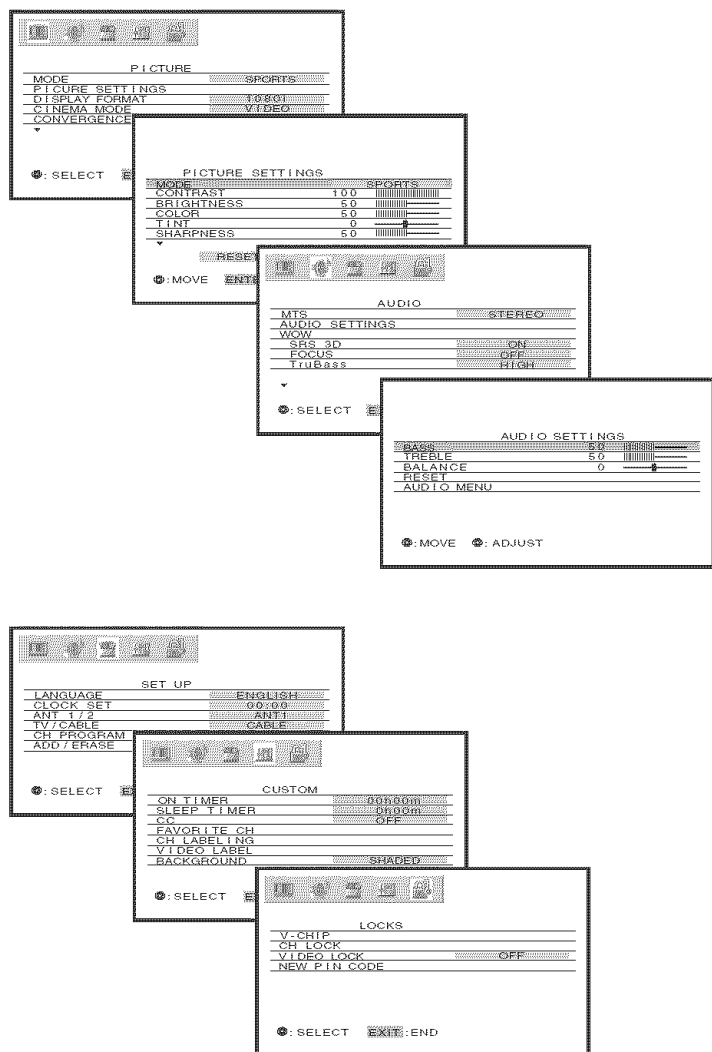 PICTURE
MODE SPORTS
PICURE SETTINGS
DISPLAY FORMAT 1080i
CINEMA MODE VIDEO
CONVERGENCE
: SELECT
PICTURE SETTINGS
MODE SPORTS
CONTRAST 100
BRIGHTNESS 50
COLOR 50
TINT 0
SHARPNESS 50
RESET
:MOVE ENTE
AUDIO
MTS STEREO
AUDIO SETTINGS
WOW
SRS 3D ON
FOCUS OFF
TruBass HIGH
: SELECT
AUDIO SETTINGS
BASS 50
TREBLE 50
BALANCE 0
RESET
AUDIO MENU
:MOVE : ADJUST
SET UP
LANGUAGE ENGLISH
CLOCK SET 00:00
ANT 1/2 ANT1
TV/CABLE CABLE
CH PROGRAM
ADD/ERASE
: SELECT
CUSTOM
ON TIMER 00h00m
SLEEP TIMER 0h00m
CC OFF
FAVORITE CH
CH LABELING
VIDEO LABEL
BACKGROUND SHADED
: SELECT
LOCKS
V-CHIP
CH LOCK
VIDEO LOCK OFF
NEW PIN CODE
: SELECT EXIT :END